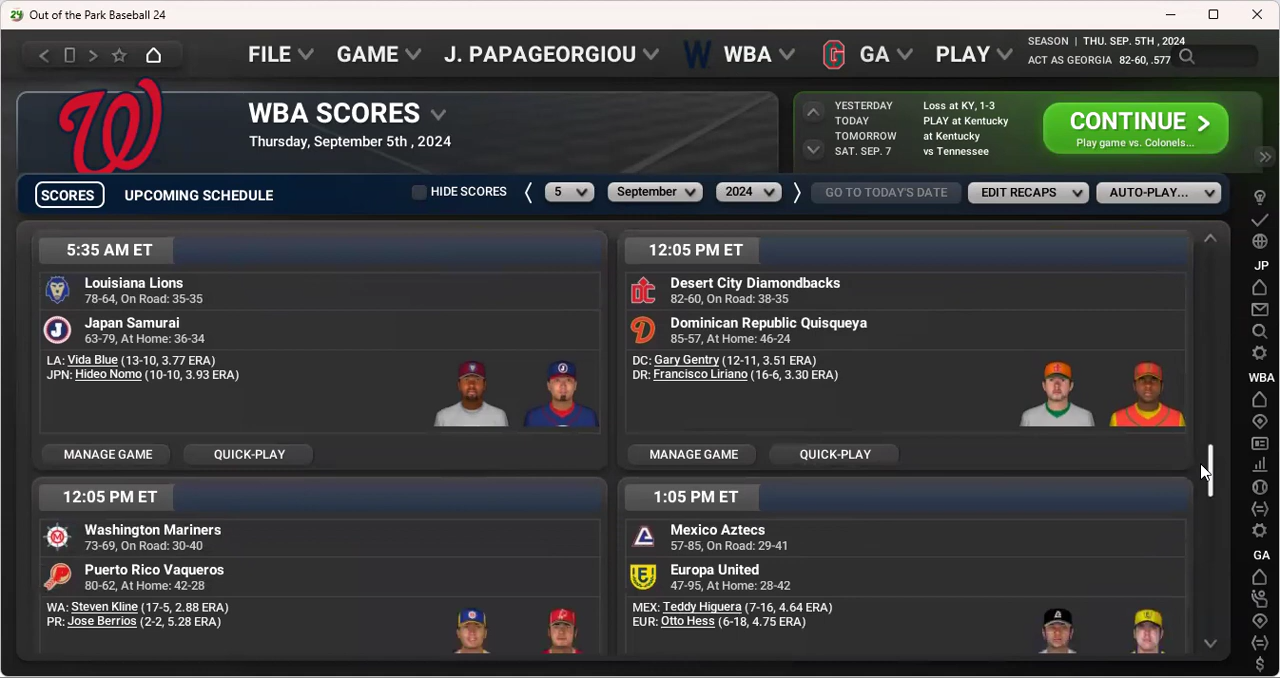 Out of the Park Baseball 24
FILE GAME J. PAPAGEORGIOU WBA GA PLAY
SEASON | THU. SEP. 5TH , 2024
ACT AS GEORGIA 82-60, .577
WBA SCORES
Thursday, September 5th , 2024
YESTERDAY Loss at KY, 1-3
TODAY PLAY at Kentucky
TOMORROW at Kentucky
SAT. SEP. 7 vs Tennessee
CONTINUE
Play game vs. Colonels...
SCORES UPCOMING SCHEDULE HIDE SCORES 5 September 2024 GO TO TODAY'S DATE EDIT RECAPS AUTO-PLAY...
5:35 AM ET
Louisiana Lions
78-64, On Road: 35-35
Japan Samurai
63-79, At Home: 36-34
LA: Vida Blue (13-10, 3.77 ERA)
JPN: Hideo Nomo (10-10, 3.93 ERA)
MANAGE GAME QUICK-PLAY
12:05 PM ET
Desert City Diamondbacks
82-60, On Road: 38-35
Dominican Republic Quisqueya
85-57, At Home: 46-24
DC: Gary Gentry (12-11, 3.51 ERA)
DR: Francisco Liriano (16-6, 3.30 ERA)
MANAGE GAME QUICK-PLAY
12:05 PM ET
Washington Mariners
73-69, On Road: 30-40
Puerto Rico Vaqueros
80-62, At Home: 42-28
WA: Steven Kline (17-5, 2.88 ERA)
PR: Jose Berrios (2-2, 5.28 ERA)
1:05 PM ET
Mexico Aztecs
57-85, On Road: 29-41
Europa United
47-95, At Home: 28-42
MEX: Teddy Higuera (7-16, 4.64 ERA)
EUR: Otto Hess (6-18, 4.75 ERA)
JP
WBA
GA